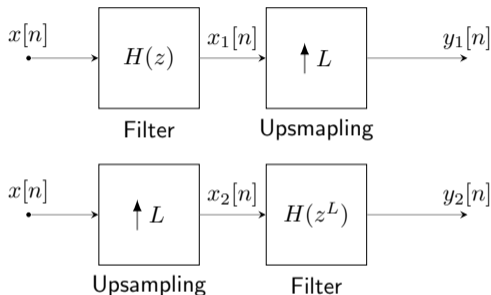 x[n] H(z) x₁[n] ↑ L y₁[n]
Filter Upsmapling
x[n] ↑ L x₂[n] H(z^L) y₂[n]
Upsampling Filter